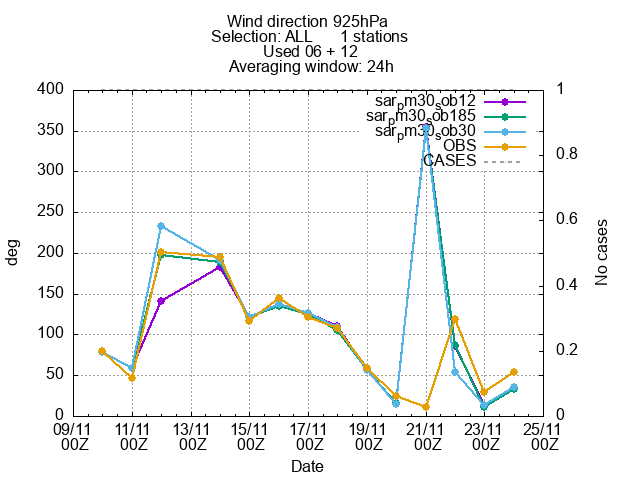 Wind direction 925hPa
Selection: ALL 1 stations
Used 06 + 12
Averaging window: 24h
400
350
300
250
200
150
100
50
0
deg
1
0.8
0.6
0.4
0.2
0
No cases
sarpm30sob12
sarpm30sob185
sarpm30sob30
OBS
CASES
09/11 11/11 13/11 15/11 17/11 19/11 21/11 23/11 25/11
00Z 00Z 00Z 00Z 00Z 00Z 00Z 00Z 00Z
Date